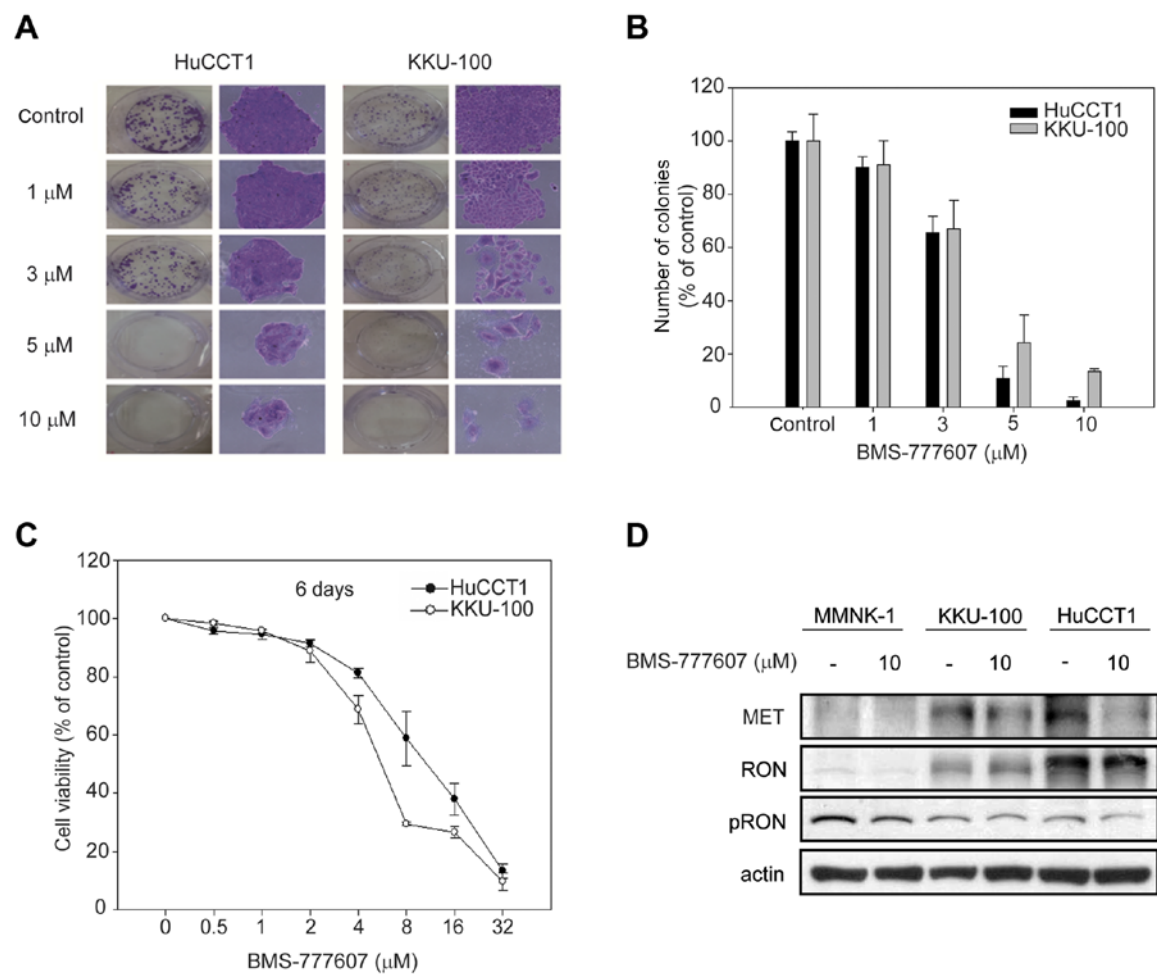 A
HuCCT1 KKU-100
Control
1 μM
3 μM
5 μM
10 μM
B
120
100
80
60
40
20
0
Number of colonies
(% of control)
HuCCT1
KKU-100
Control 1 3 5 10
BMS-777607 (μM)
C
120
100
80
60
40
20
0
Cell viability (% of control)
6 days
HuCCT1
KKU-100
0 0.5 1 2 4 8 16 32
BMS-777607 (μM)
D
MMNK-1 KKU-100 HuCCT1
BMS-777607 (μM) - 10 - 10 - 10
MET
RON
pRON
actin